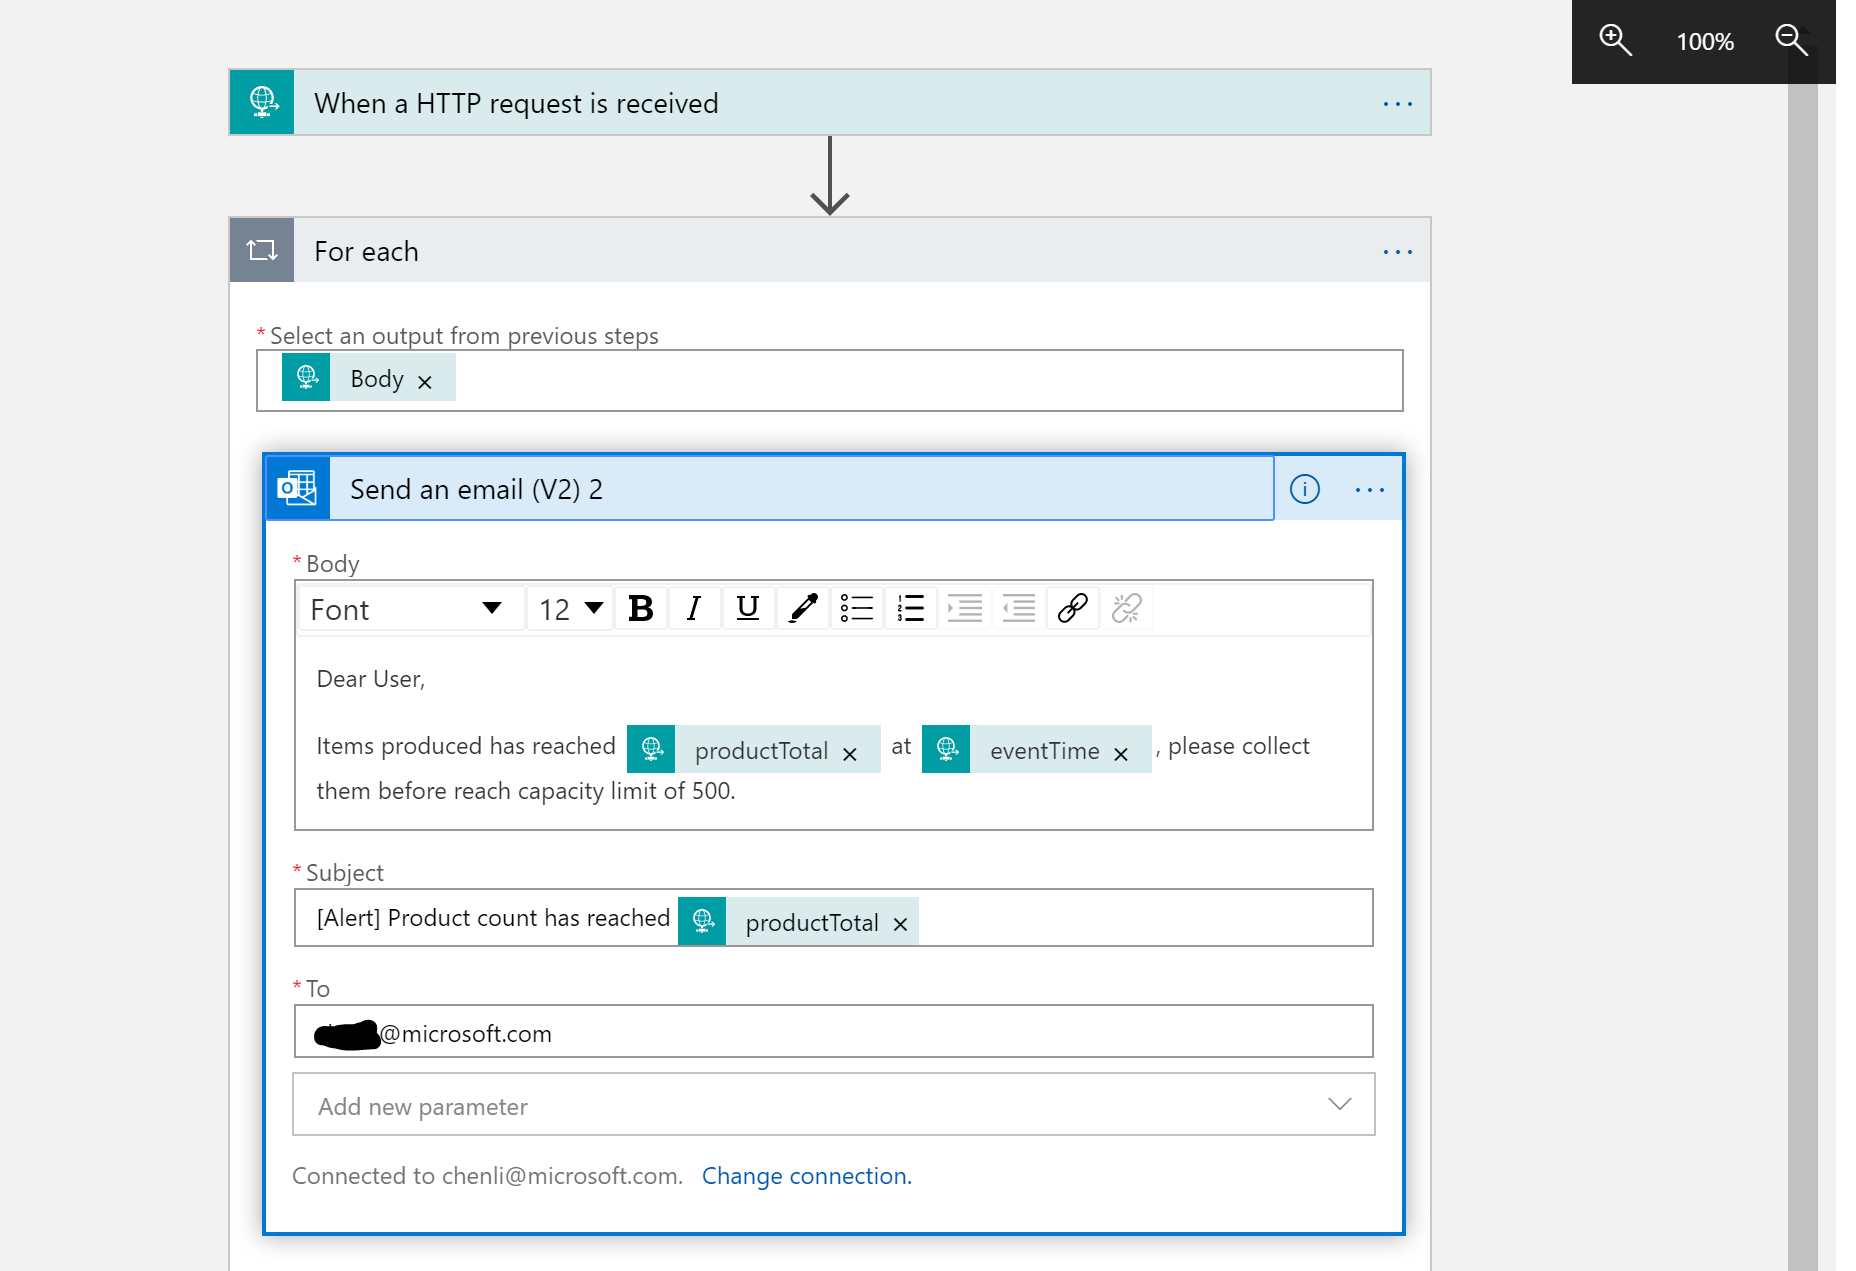 100%
When a HTTP request is received
For each
* Select an output from previous steps
Body ×
Send an email (V2) 2
* Body
Font 12 B I U
Dear User,
Items produced has reached productTotal × at eventTime × , please collect
them before reach capacity limit of 500.
* Subject
[Alert] Product count has reached productTotal ×
* To
@microsoft.com
Add new parameter
Connected to chenli@microsoft.com. Change connection.